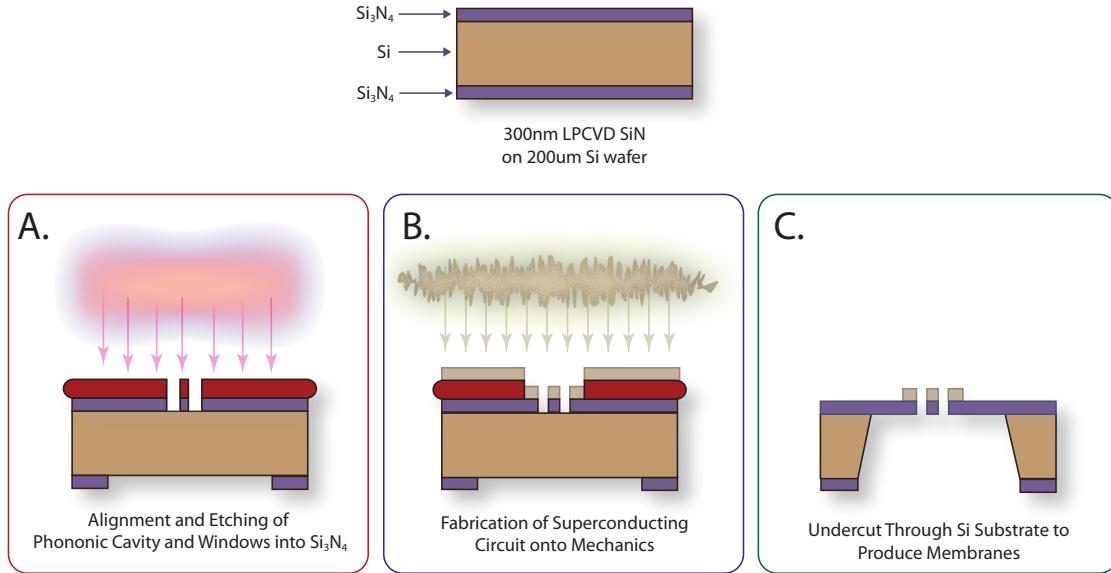 Si₃N₄
Si
Si₃N₄
300nm LPCVD SiN
on 200um Si wafer
A.
Alignment and Etching of
Phononic Cavity and Windows into Si₃N₄
B.
Fabrication of Superconducting
Circuit onto Mechanics
C.
Undercut Through Si Substrate to
Produce Membranes